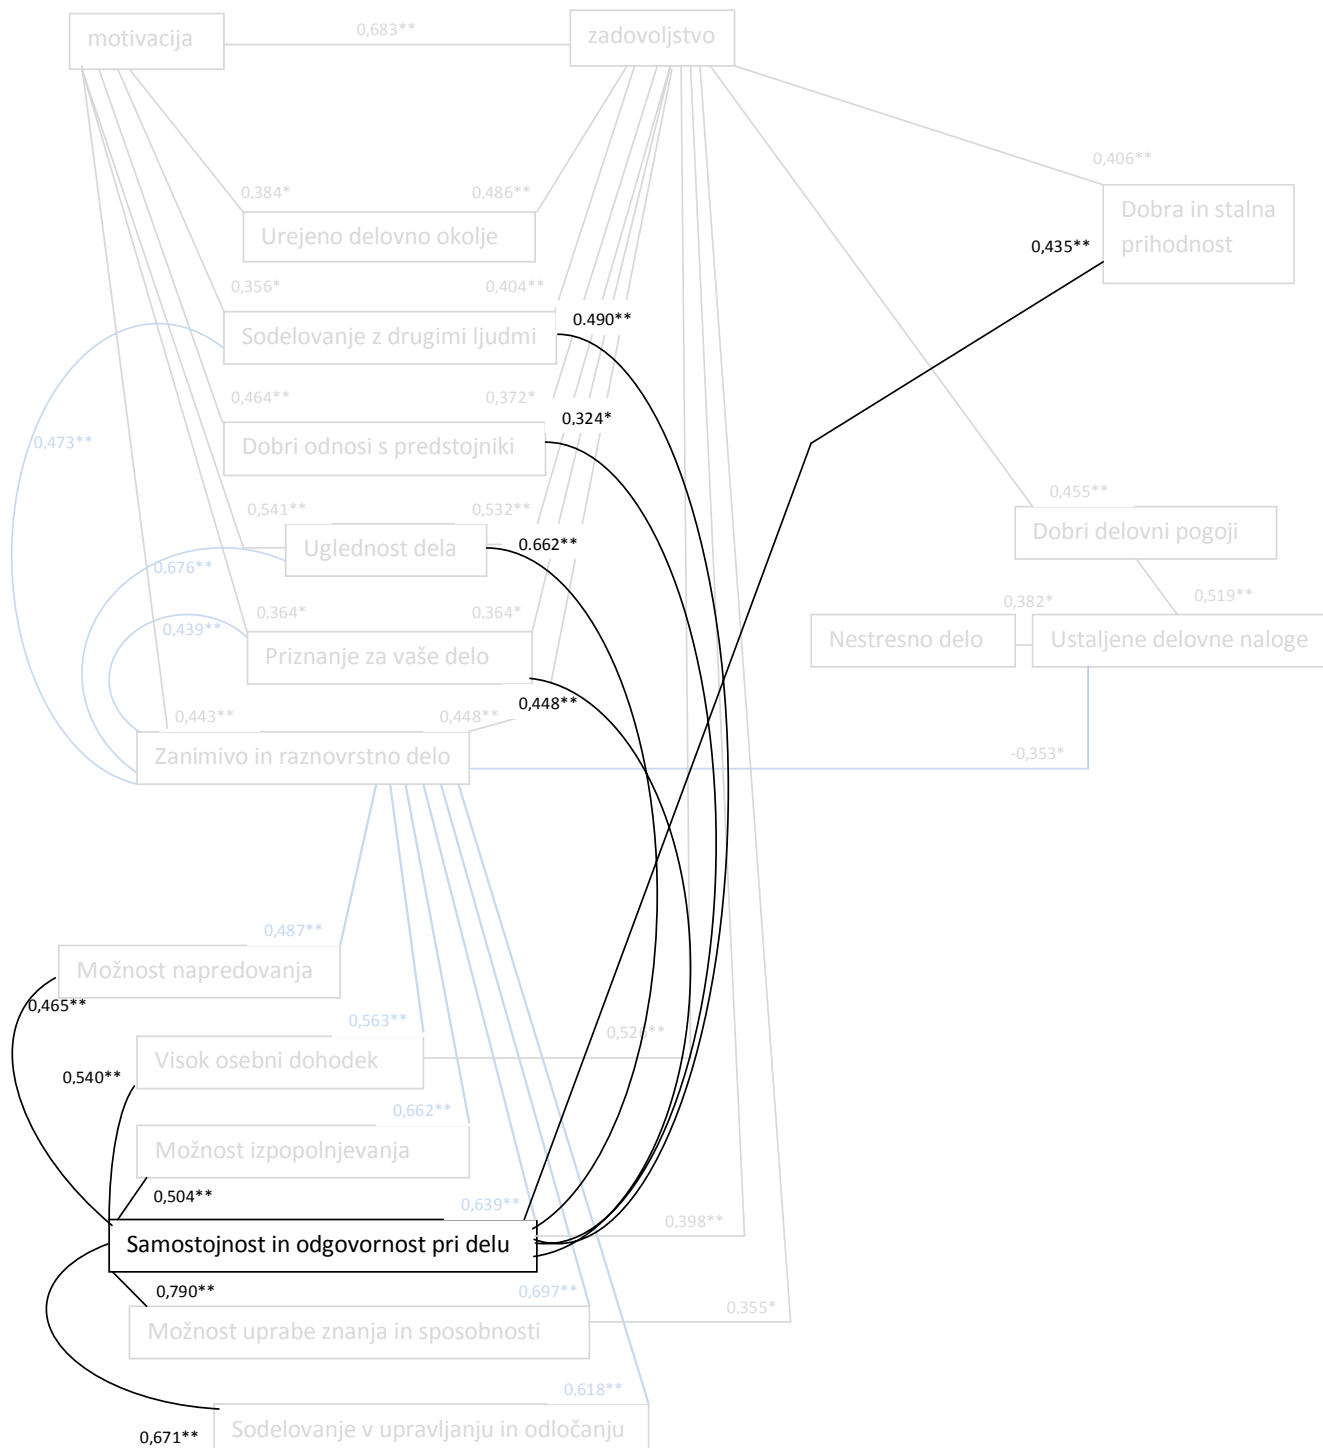 0,683**
motivacija
zadovoljstvo
0,406**
0,384*
0,486**
Dobra in stalna
prihodnost
Urejeno delovno okolje
0,435**
0,356*
0,404**
0.490**
Sodelovanje z drugimi ljudmi
0,464**
0,372*
0,324*
0,473**
Dobri odnosi s predstojniki
0,455**
0,541**
0,532**
Dobri delovni pogoji
Uglednost dela
0.662**
0,676**
0,519**
0,382*
0,364*
0,364*
0,439**
Nestresno delo
Ustaljene delovne naloge
Priznanje za vaše delo
0,448**
0,443**
0,448**
Zanimivo in raznovrstno delo
-0,353*
0,487**
Možnost napredovanja
0,465**
0,563**
0,526**
Visok osebni dohodek
0,540**
0,662**
Možnost izpopolnjevanja
0,504**
0,639**
0,398**
Samostojnost in odgovornost pri delu
0,790**
0,697**
0,355*
Možnost uprabe znanja in sposobnosti
0,618**
Sodelovanje v upravljanju in odločanju
0,671**